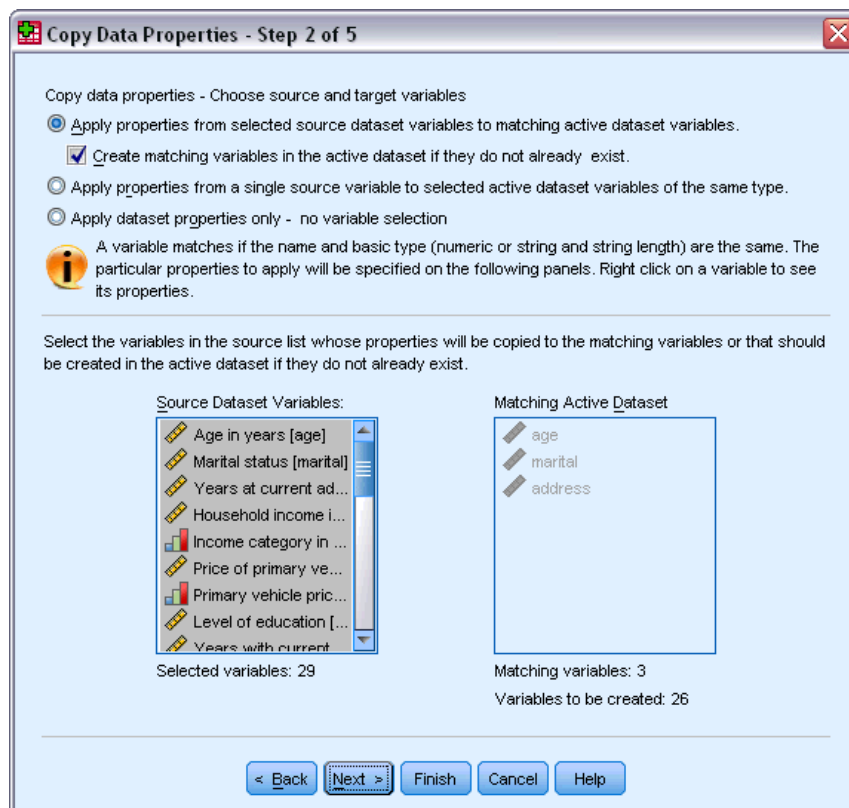 Copy Data Properties - Step 2 of 5
Copy data properties - Choose source and target variables
Apply properties from selected source dataset variables to matching active dataset variables.
Create matching variables in the active dataset if they do not already exist.
Apply properties from a single source variable to selected active dataset variables of the same type.
Apply dataset properties only - no variable selection
A variable matches if the name and basic type (numeric or string and string length) are the same. The
particular properties to apply will be specified on the following panels. Right click on a variable to see
its properties.
Select the variables in the source list whose properties will be copied to the matching variables or that should
be created in the active dataset if they do not already exist.
Source Dataset Variables:
Age in years [age]
Marital status [marital]
Years at current ad...
Household income i...
Income category in ...
Price of primary ve...
Primary vehicle pric...
Level of education [...
Years with current
Selected variables: 29
Matching Active Dataset
age
marital
address
Matching variables: 3
Variables to be created: 26
< Back
Next >
Finish
Cancel
Help